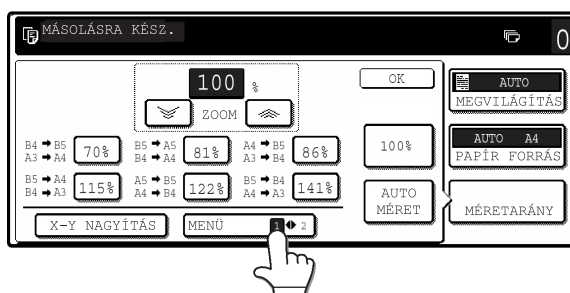 MÁSOLÁSRA KÉSZ.
0
100 %
ZOOM
OK
AUTO
MEGVILÁGÍTÁS
B4 ➡ B5
A3 ➡ A4
70%
B5 ➡ A5
B4 ➡ A4
81%
A4 ➡ B5
A3 ➡ B4
86%
100%
AUTO A4
PAPÍR FORRÁS
B5 ➡ A4
B4 ➡ A3
115%
A5 ➡ B5
A4 ➡ B4
122%
B5 ➡ B4
A4 ➡ A3
141%
AUTO
MÉRET
MÉRETARÁNY
X-Y NAGYÍTÁS
MENÜ 1 2